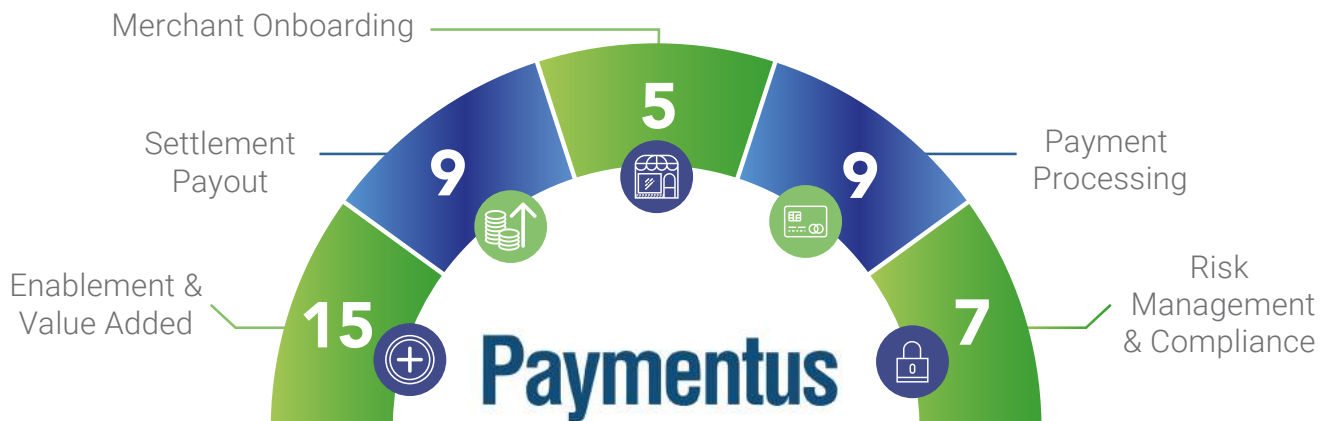 Merchant Onboarding
5
Settlement
Payout
9
9
Payment
Processing
Enablement &
Value Added
15
7
Risk
Management
& Compliance
Paymentus